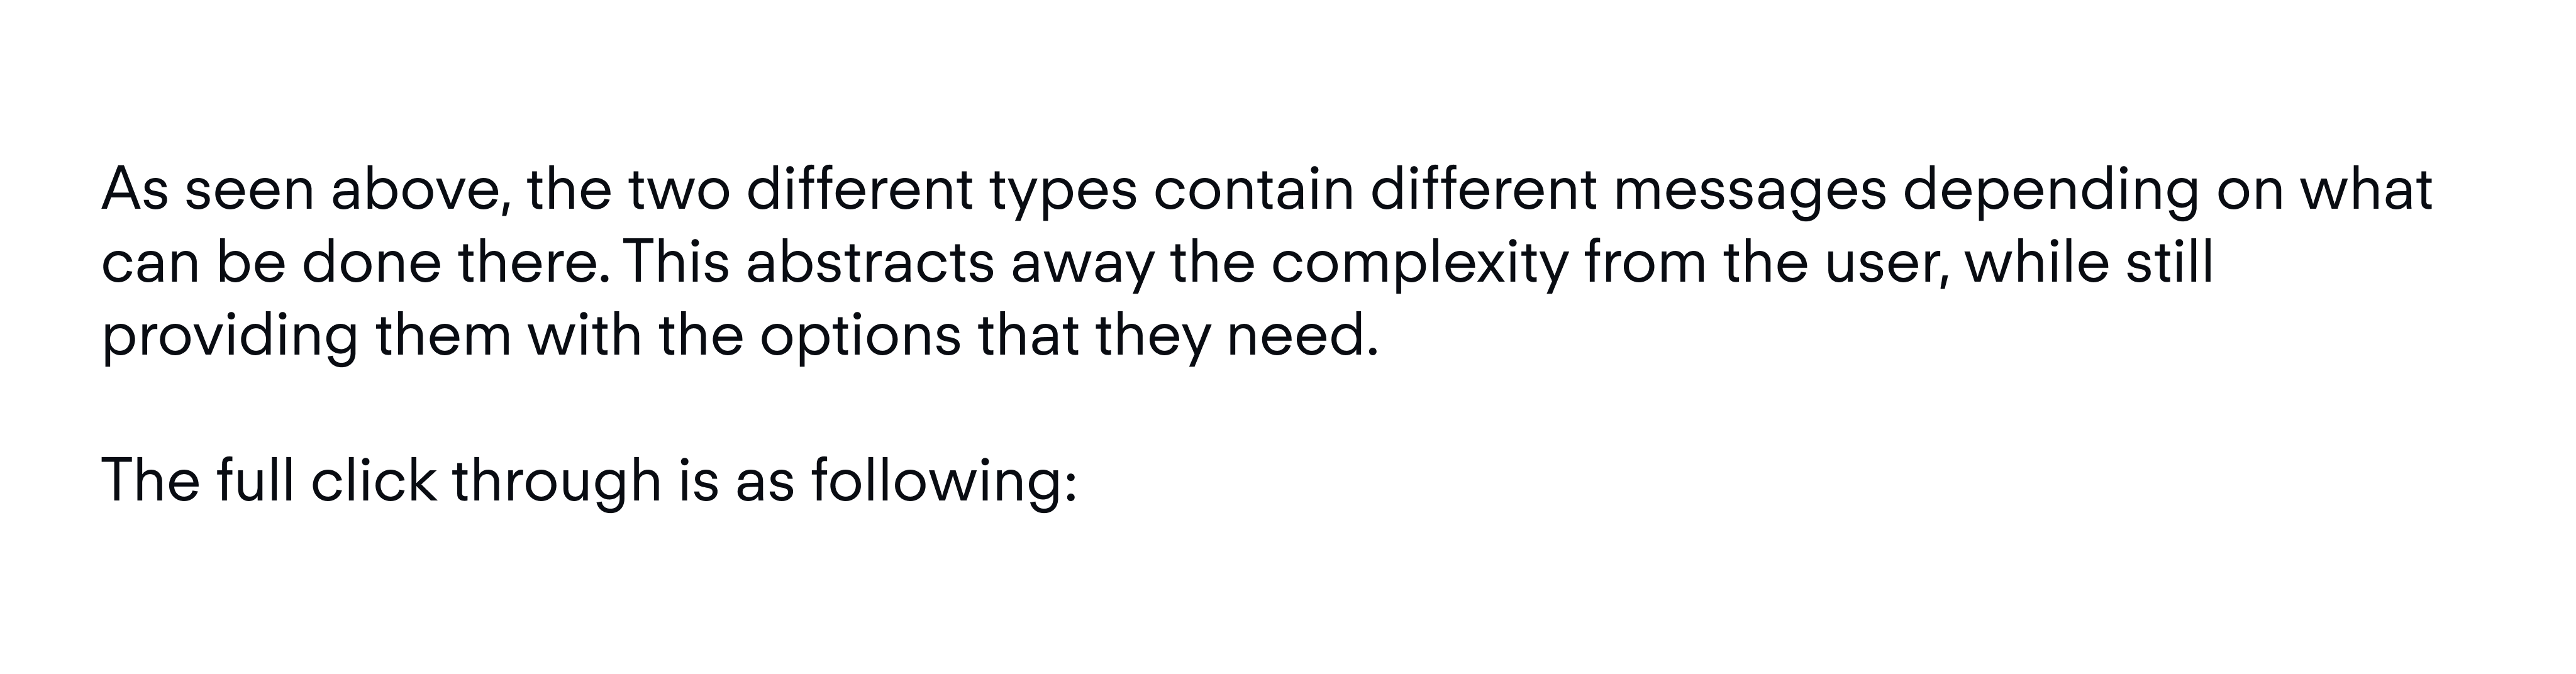 As seen above, the two different types contain different messages depending on what
can be done there. This abstracts away the complexity from the user, while still
providing them with the options that they need.
The full click through is as following: